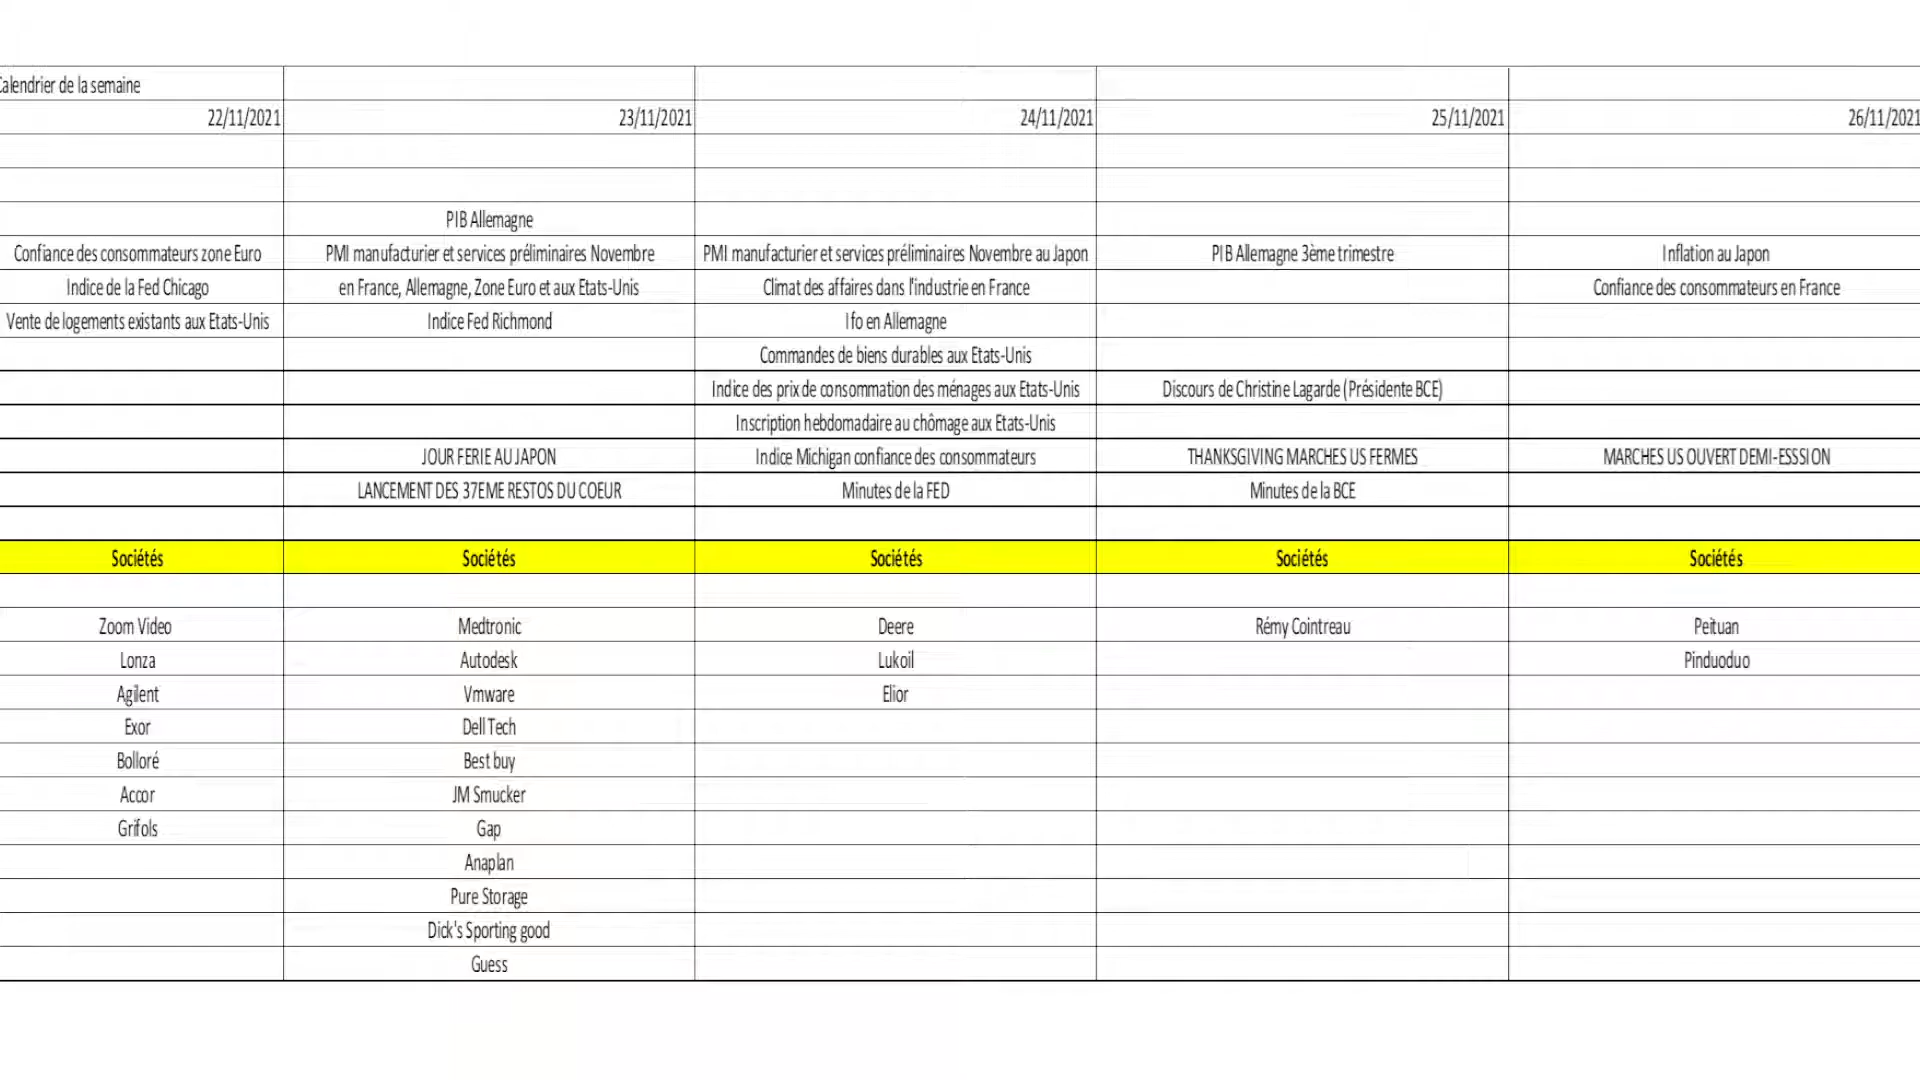 Calendrier de la semaine
22/11/2021 23/11/2021 24/11/2021 25/11/2021 26/11/2021
PIB Allemagne
Confiance des consommateurs zone Euro PMI manufacturier et services préliminaires Novembre PMI manufacturier et services préliminaires Novembre au Japon PIB Allemagne 3ème trimestre Inflation au Japon
Indice de la Fed Chicago en France, Allemagne, Zone Euro et aux Etats-Unis Climat des affaires dans l'industrie en France Confiance des consommateurs en France
Vente de logements existants aux Etats-Unis Indice Fed Richmond Ifo en Allemagne
Commandes de biens durables aux Etats-Unis
Indice des prix de consommation des ménages aux Etats-Unis Discours de Christine Lagarde (Présidente BCE)
Inscription hebdomadaire au chômage aux Etats-Unis
JOUR FERIE AU JAPON Indice Michigan confiance des consommateurs THANKSGIVING MARCHES US FERMES MARCHES US OUVERT DEMI-ESSSION
LANCEMENT DES 37EME RESTOS DU COEUR Minutes de la FED Minutes de la BCE
Sociétés Sociétés Sociétés Sociétés Sociétés
Zoom Video Medtronic Deere Rémy Cointreau Peituan
Lonza Autodesk Lukoil Pinduoduo
Agilent Vmware Elior
Exor Dell Tech
Bolloré Best buy
Accor JM Smucker
Grifols Gap
Anaplan
Pure Storage
Dick's Sporting good
Guess